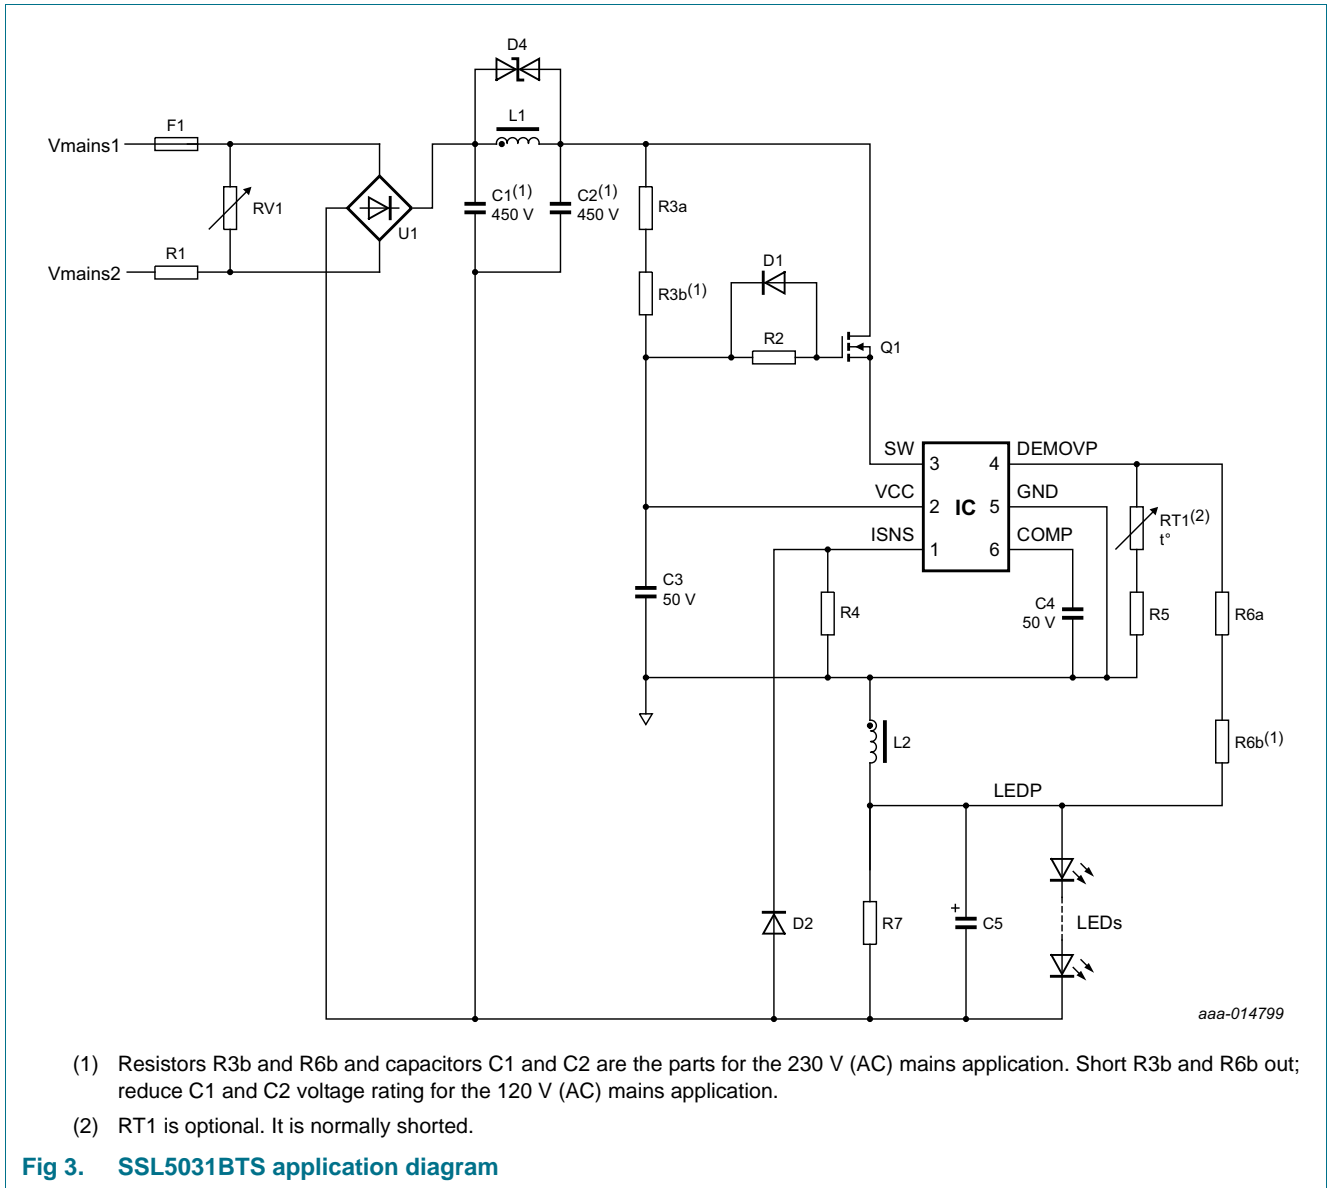 D4
L1
F1
Vmains1
C1(1)
450 V
C2(1)
450 V
R3a
RV1
U1
R1
Vmains2
D1
R3b(1)
R2
Q1
SW
3
4
DEMOVP
VCC
2
IC
5
GND
RT1(2)
t°
ISNS
1
6
COMP
C3
50 V
R4
C4
50 V
R5
R6a
L2
R6b(1)
LEDP
D2
R7
+
C5
LEDs
aaa-014799
(1) Resistors R3b and R6b and capacitors C1 and C2 are the parts for the 230 V (AC) mains application. Short R3b and R6b out;
reduce C1 and C2 voltage rating for the 120 V (AC) mains application.
(2) RT1 is optional. It is normally shorted.
Fig 3. SSL5031BTS application diagram